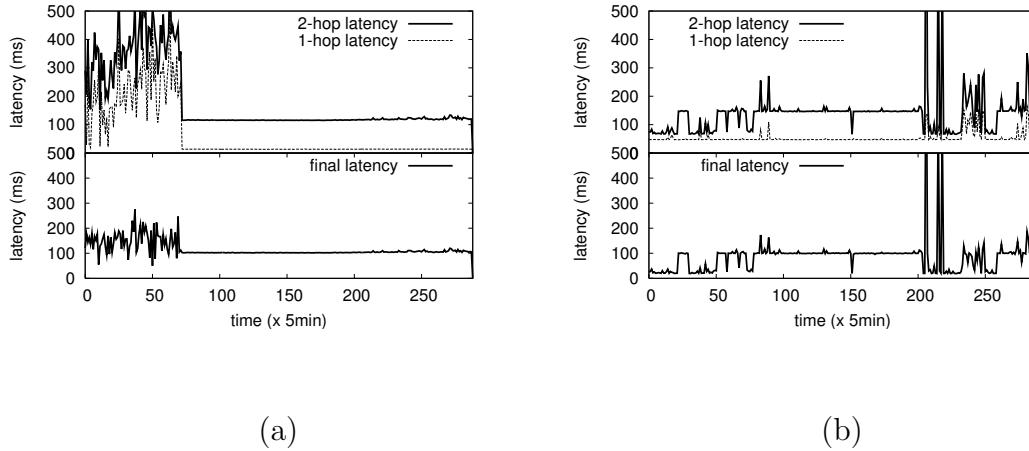 500
400
300
200
100
0
latency (ms)
2-hop latency
1-hop latency
500
400
300
200
100
0
latency (ms)
final latency
0 50 100 150 200 250
time (x 5min)
(a)
500
400
300
200
100
0
latency (ms)
2-hop latency
1-hop latency
500
400
300
200
100
0
latency (ms)
final latency
0 50 100 150 200 250
time (x 5min)
(b)